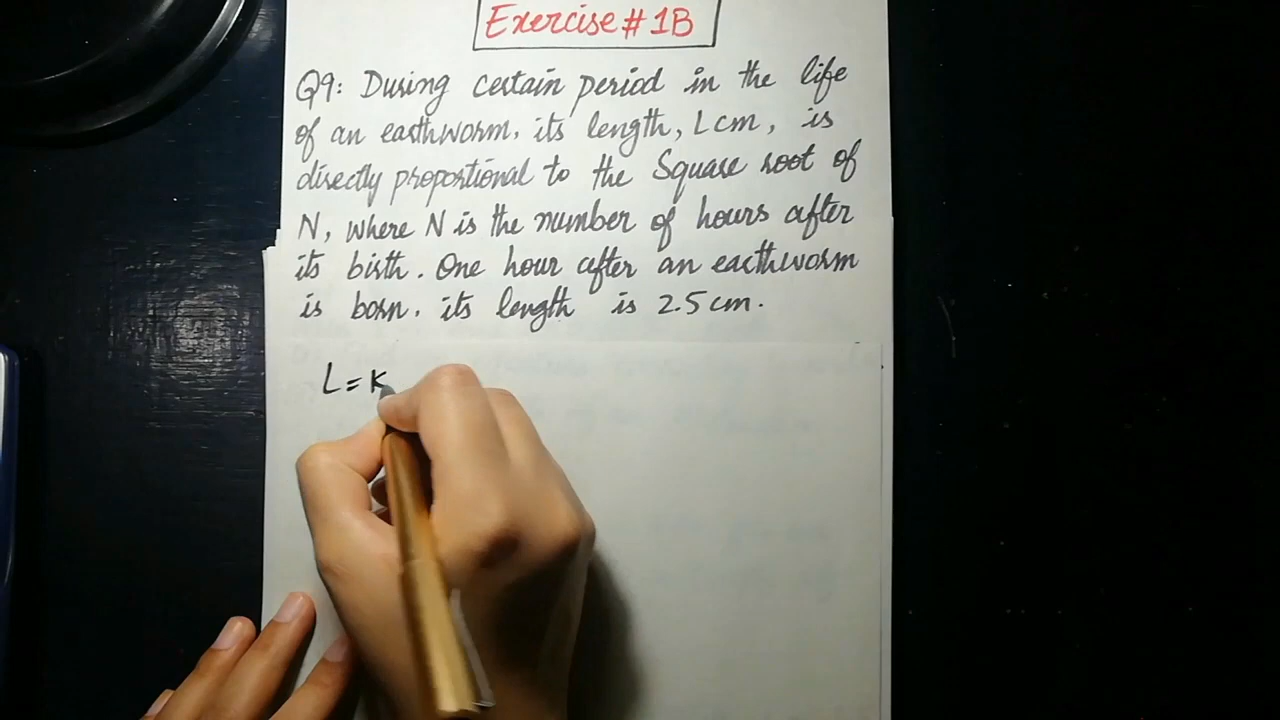 Exercise # 1B
Q9: During certain period in the life
of an earthworm, its length, L cm, is
directly proportional to the Square root of
N, where N is the number of hours after
its birth. One hour after an earthworm
is born, its length is 2.5 cm.
L = K